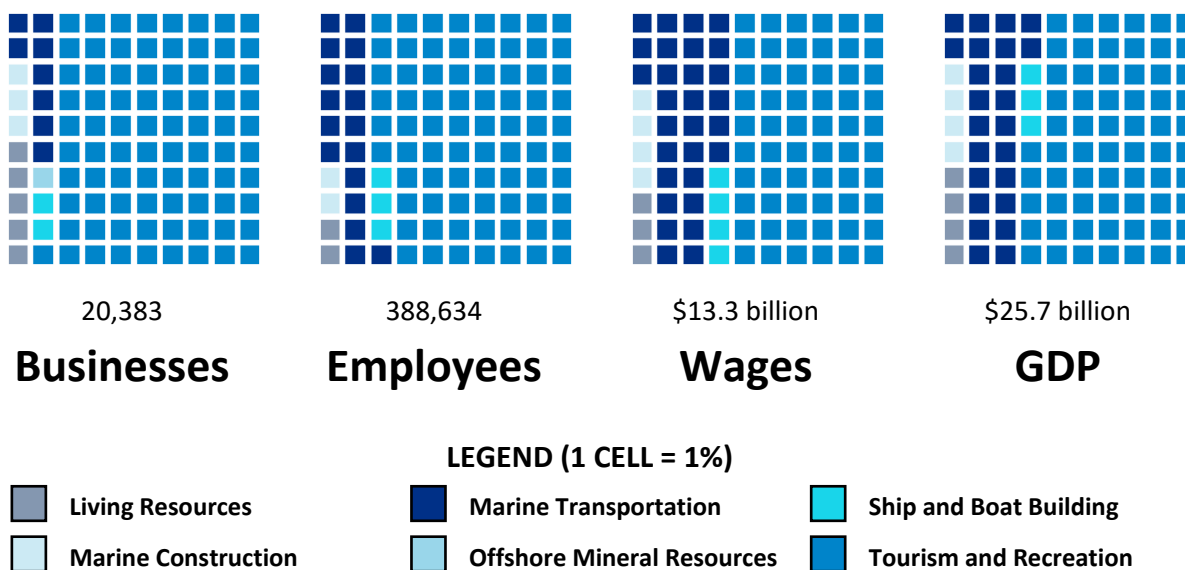 20,383 388,634 $13.3 billion $25.7 billion
Businesses Employees Wages GDP
LEGEND (1 CELL = 1%)
Living Resources Marine Transportation Ship and Boat Building
Marine Construction Offshore Mineral Resources Tourism and Recreation